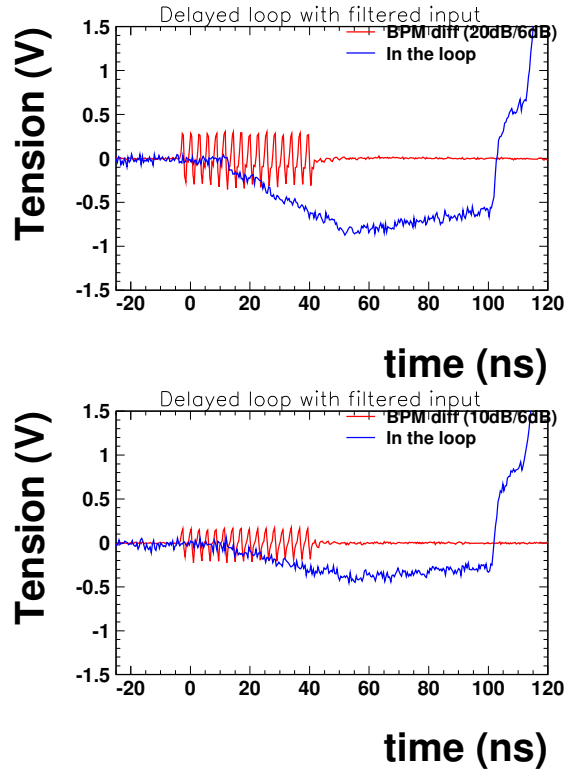 Delayed loop with filtered input
BPM diff (20dB/6dB)
In the loop
Tension (V)
1.5
1
0.5
0
-0.5
-1
-1.5
-20 0 20 40 60 80 100 120
time (ns)
Delayed loop with filtered input
BPM diff (10dB/6dB)
In the loop
Tension (V)
1.5
1
0.5
0
-0.5
-1
-1.5
-20 0 20 40 60 80 100 120
time (ns)